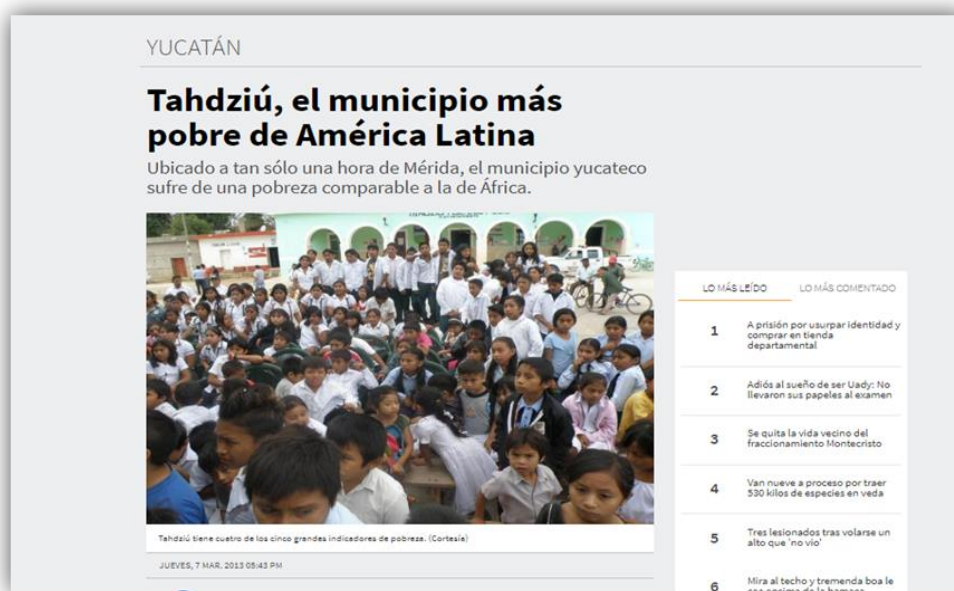 YUCATÁN
Tahdziú, el municipio más
pobre de América Latina
Ubicado a tan sólo una hora de Mérida, el municipio yucateco
sufre de una pobreza comparable a la de África.
Tahdziú tiene cuatro de los cinco grandes indicadores de pobreza. (Cortesía)
JUEVES, 7 MAR. 2013 05:43 PM
LO MÁS LEÍDO
LO MÁS COMENTADO
1
A prisión por usurpar identidad y
comprar en tienda
departamental
2
Adiós al sueño de ser Uady: No
llevaron sus papeles al examen
3
Se quita la vida vecino del
fraccionamiento Montecristo
4
Van nueve a proceso por traer
530 kilos de especies en veda
5
Tres lesionados tras volarse un
alto que 'no vio'
6
Mira al techo y tremenda boa le